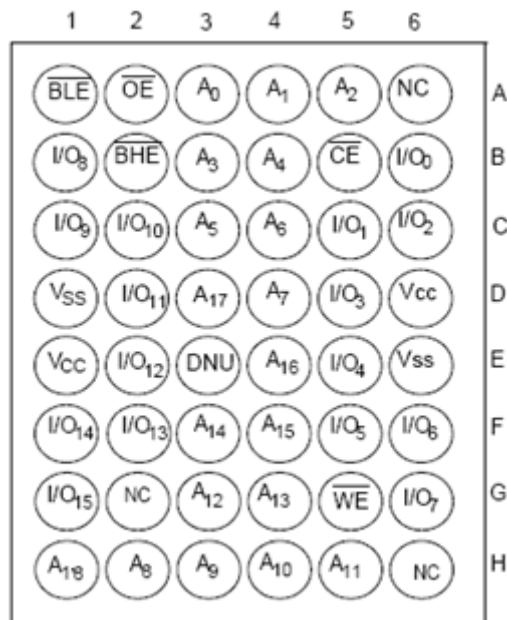 1 2 3 4 5 6
BLE OE A0 A1 A2 NC A
I/O8 BHE A3 A4 CE I/O0 B
I/O9 I/O10 A5 A6 I/O1 I/O2 C
VSS I/O11 A17 A7 I/O3 Vcc D
VCC I/O12 DNU A16 I/O4 Vss E
I/O14 I/O13 A14 A15 I/O5 I/O6 F
I/O15 NC A12 A13 WE I/O7 G
A18 A8 A9 A10 A11 NC H